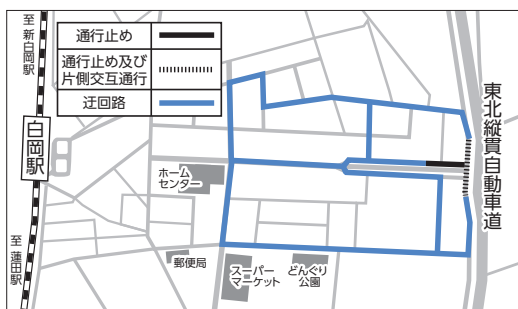 至 新白岡駅
白岡駅
至 蓮田駅
通行止め
通行止め及び
片側交互通行
迂回路
ホーム
センター
郵便局
スーパー
マーケット
どんぐり
公園
東北縦貫自動車道